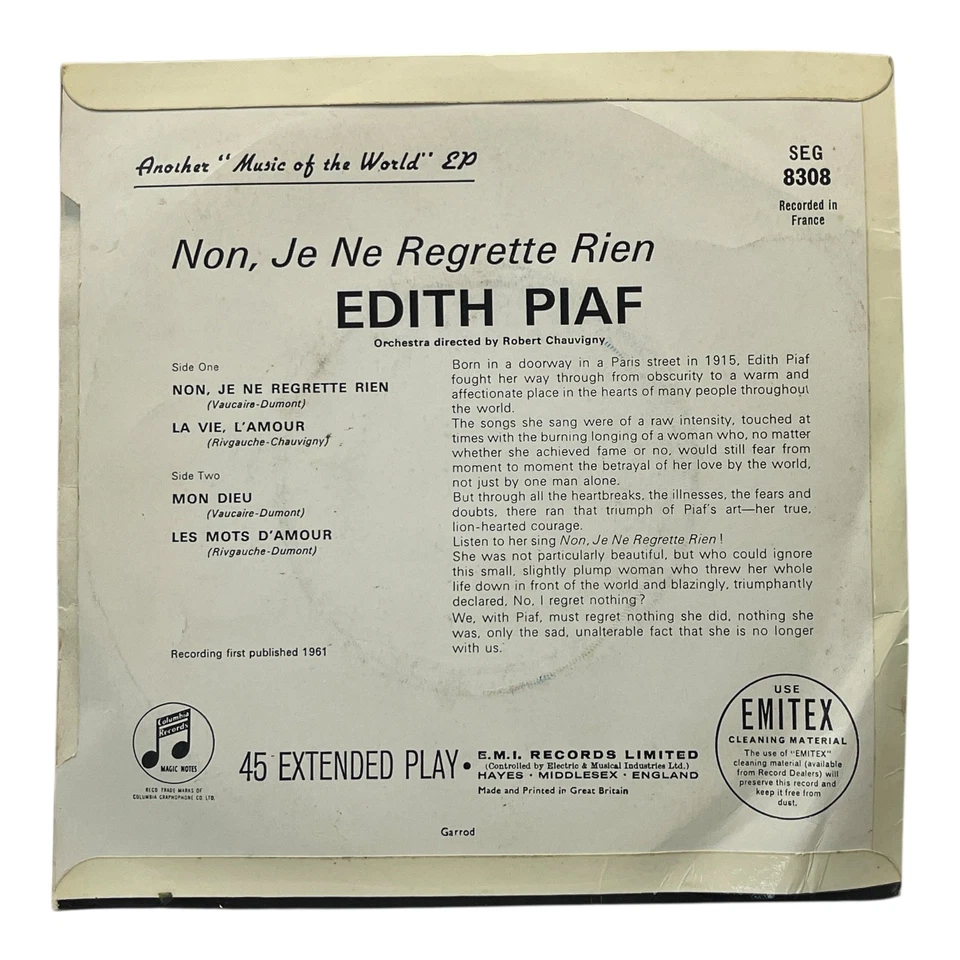 Another "Music of the World" EP
SEG
8308
Recorded in
France
Non, Je Ne Regrette Rien
EDITH PIAF
Orchestra directed by Robert Chauvigny
Side One
NON, JE NE REGRETTE RIEN
(Vaucaire-Dumont)
LA VIE, L'AMOUR
(Rivgauche-Chauvigny)
Side Two
MON DIEU
(Vaucaire-Dumont)
LES MOTS D'AMOUR
(Rivgauche-Dumont)
Recording first published 1961
Born in a doorway in a Paris street in 1915, Edith Piaf
fought her way through from obscurity to a warm and
affectionate place in the hearts of many people throughout
the world.
The songs she sang were of a raw intensity, touched at
times with the burning longing of a woman who, no matter
whether she achieved fame or no, would still fear from
moment to moment the betrayal of her love by the world,
not just by one man alone.
But through all the heartbreaks, the illnesses, the fears and
doubts, there ran that triumph of Piaf's art—her true,
lion-hearted courage.
Listen to her sing Non, Je Ne Regrette Rien !
She was not particularly beautiful, but who could ignore
this small, slightly plump woman who threw her whole
life down in front of the world and blazingly, triumphantly
declared, No, I regret nothing ?
We, with Piaf, must regret nothing she did, nothing she
was, only the sad, unalterable fact that she is no longer
with us.
Columbia
Records
MAGIC NOTES
REGD TRADE MARKS OF
COLUMBIA GRAPHOPHONE CO LTD.
45 EXTENDED PLAY •
E.M.I. RECORDS LIMITED
(Controlled by Electric & Musical Industries Ltd.)
HAYES · MIDDLESEX · ENGLAND
Made and Printed in Great Britain
USE
EMITEX
CLEANING MATERIAL
The use of "EMITEX"
cleaning material (available
from Record Dealers) will
preserve this record and
keep it free from
dust.
Garrod